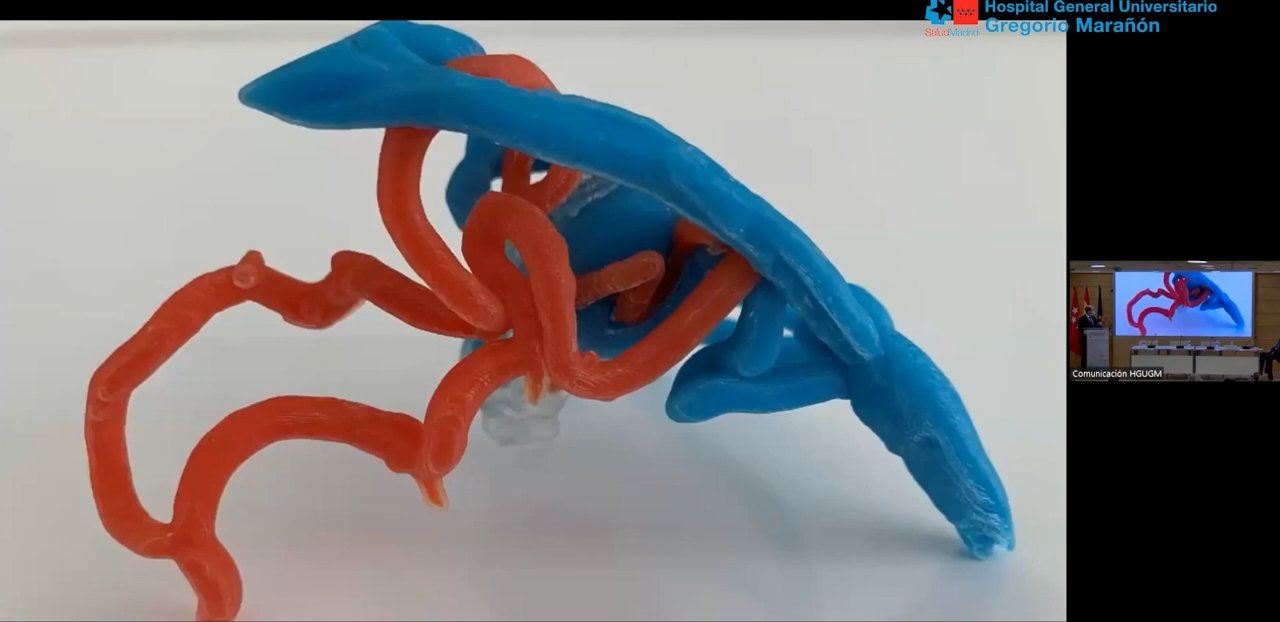 Hospital General Universitario
Gregorio Marañón
SaludMadrid
Comunicación HGUGM